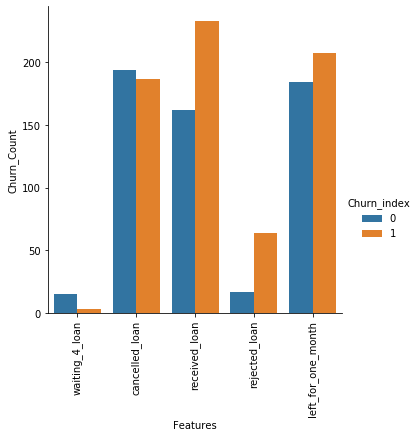 Churn_Count
200
150
100
50
0
waiting_4_loan
cancelled_loan
received_loan
rejected_loan
left_for_one_month
Features
Churn_index
0
1